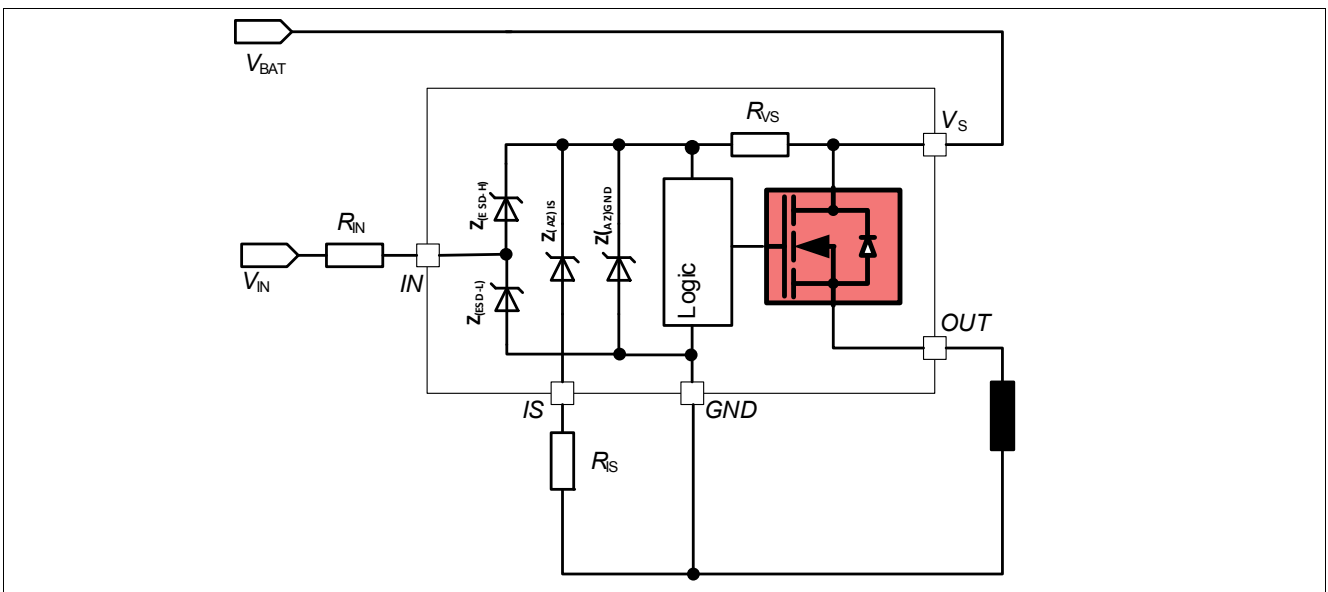 VBAT
RVS
VS
Z(ESD-H)
Z(AZ)IS
Z(AZ)GND
RIN
VIN
IN
Z(ESD-L)
Logic
OUT
IS
GND
RIS